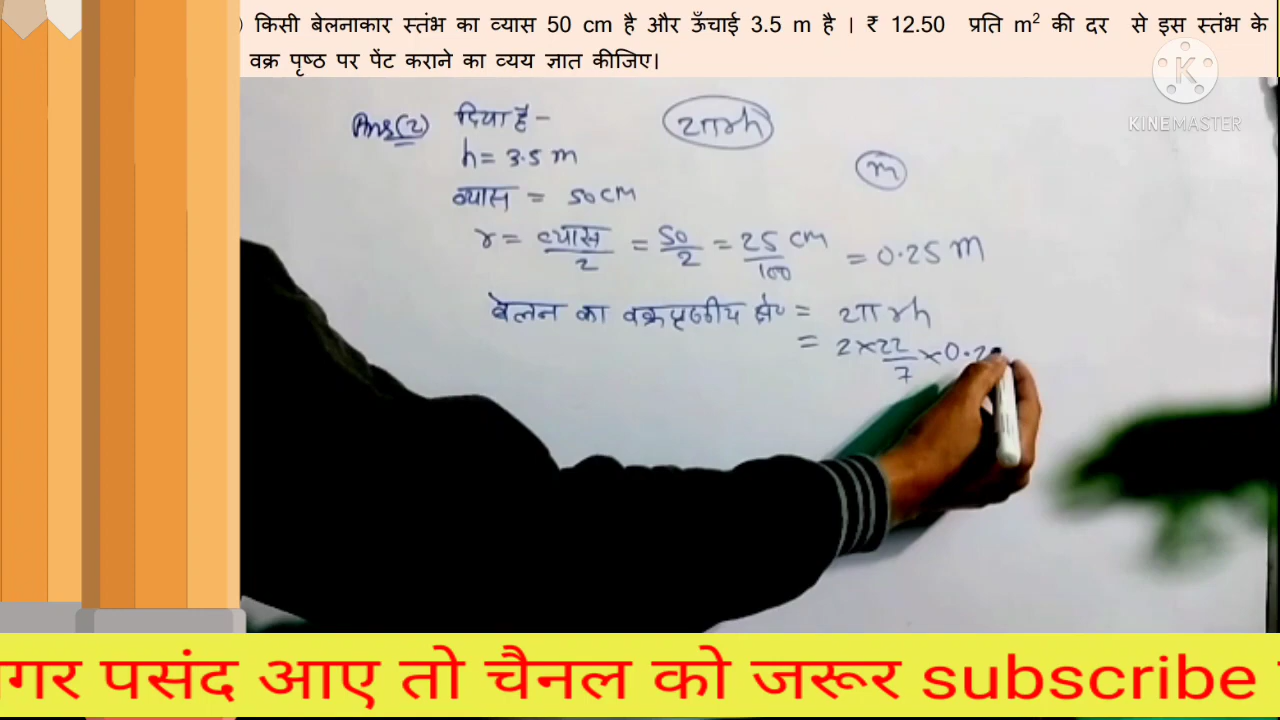 ) किसी बेलनाकार स्तंभ का व्यास 50 cm है और ऊँचाई 3.5 m है । ₹ 12.50 प्रति m² की दर से इस स्तंभ के
वक्र पृष्ठ पर पेंट कराने का व्यय ज्ञात कीजिए।
K
KINEMASTER
Ans(2) दिया है - 2πrh
h = 3.5 m
m
व्यास = 50 cm
r = व्यास/2 = 50/2 = 25/100 cm = 0.25 m
बेलन का वक्रपृष्ठीय क्षे० = 2πrh
= 2×22/7×0.2
गर पसंद आए तो चैनल को जरूर subscribe